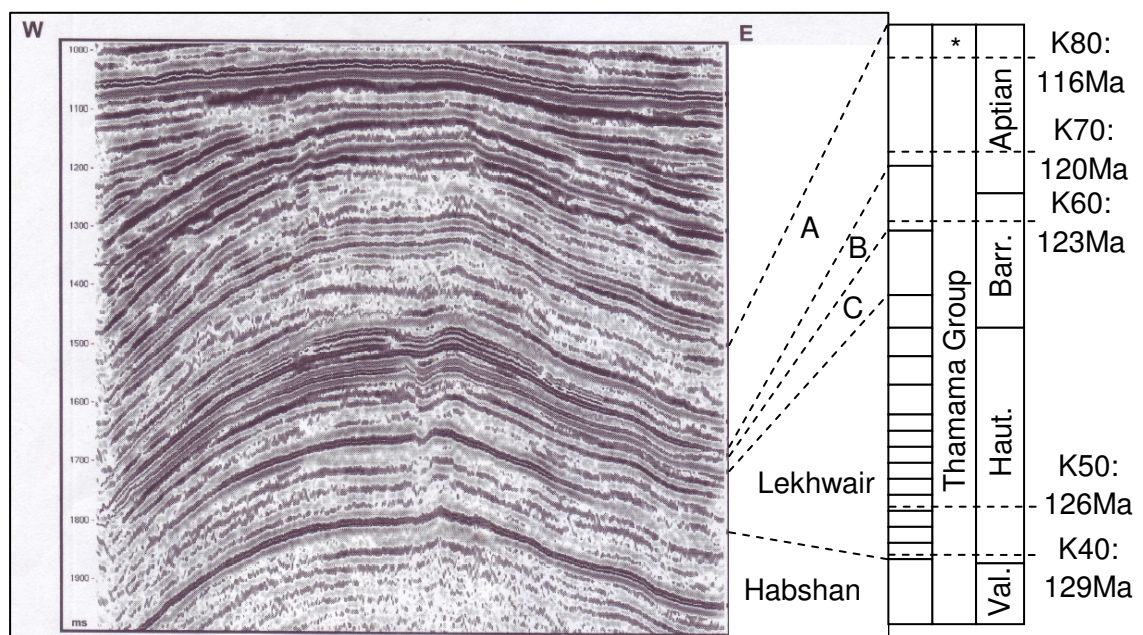 W
E
1000
1100
1200
1300
1400
1500
1600
1700
1800
1900
ms
A
B
C
Lekhwair
Habshan
*
Thamama Group
Aptian
Barr.
Haut.
Val.
K80:
116Ma
K70:
120Ma
K60:
123Ma
K50:
126Ma
K40:
129Ma